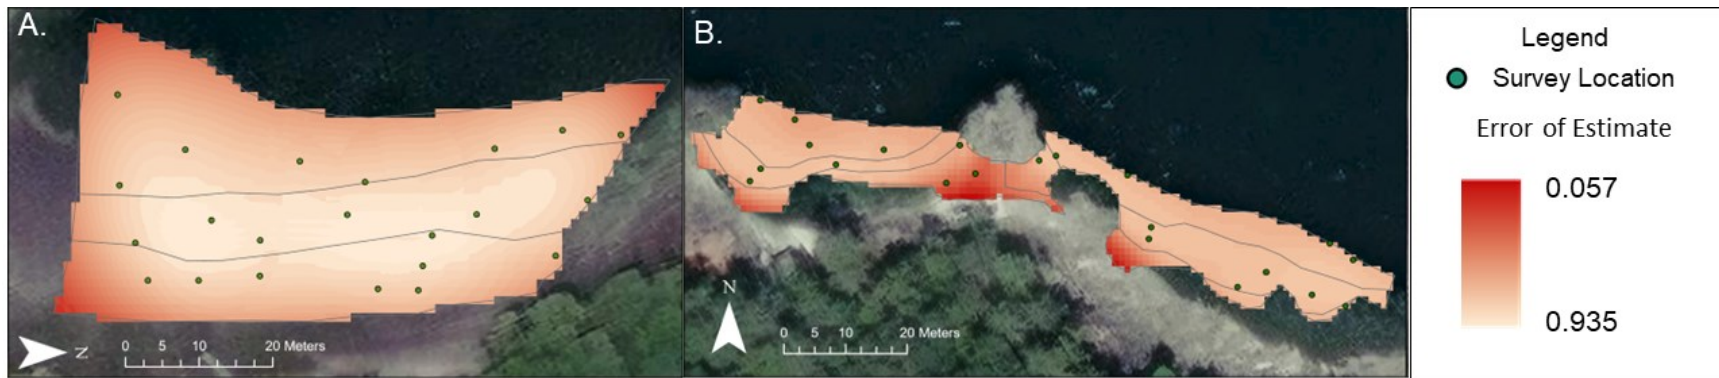 A.
N
0 5 10 20 Meters
B.
N
0 5 10 20 Meters
Legend
Survey Location
Error of Estimate
0.057
0.935